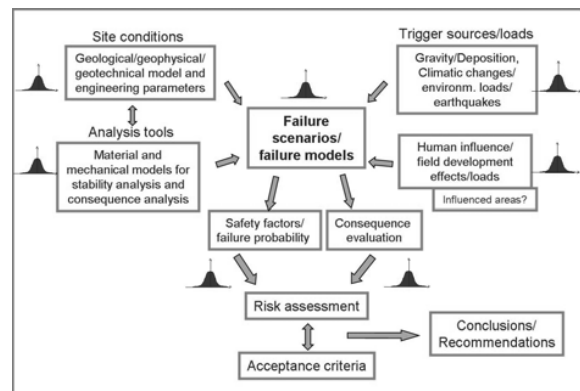 Site conditions
Geological/geophysical/
geotechnical model and
engineering parameters
Analysis tools
Material and
mechanical models for
stability analysis and
consequence analysis
Trigger sources/loads
Gravity/Deposition,
Climatic changes/
environm. loads/
earthquakes
Failure scenarios/
failure models
Human influence/
field development
effects/loads
Influenced areas?
Safety factors/
failure probability
Consequence
evaluation
Risk assessment
Acceptance criteria
Conclusions/
Recommendations